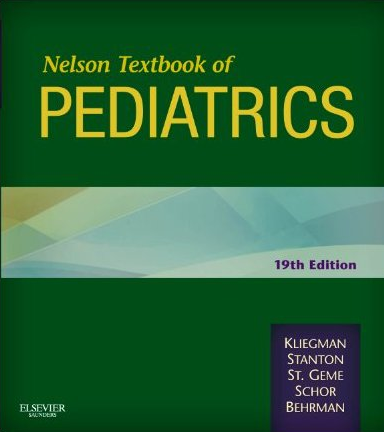 Nelson Textbook of
PEDIATRICS
19th Edition
KLIEGMAN
STANTON
ST. GEME
SCHOR
BEHRMAN
ELSEVIER
SAUNDERS